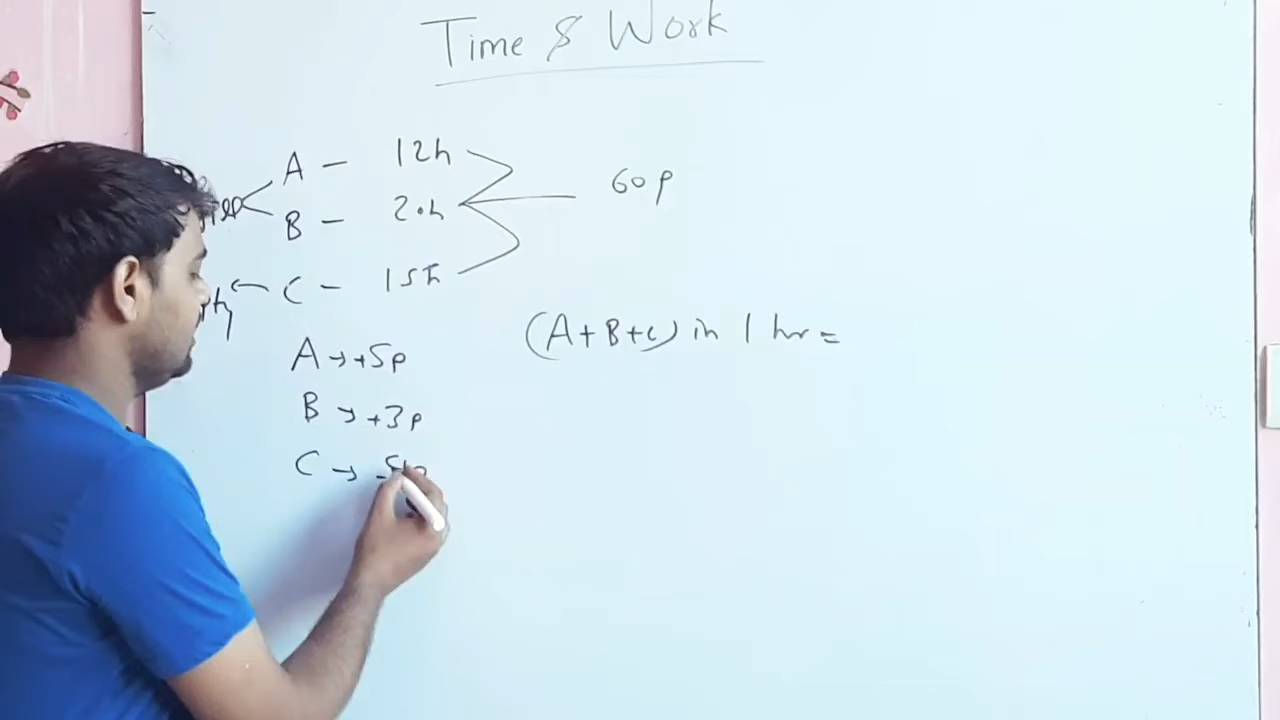 Time & Work
A - 12h
B - 20h
60p
C - 15h
(A+B+C) in 1 hr =
A → +5p
B → +3p
C →